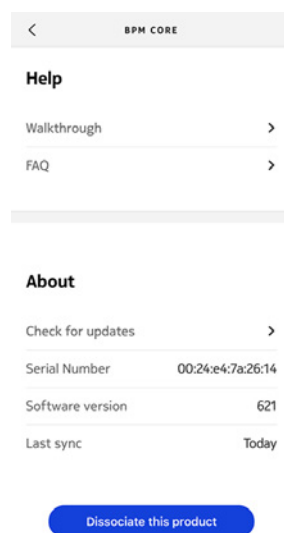 BPM CORE
Help
Walkthrough
FAQ
About
Check for updates
Serial Number 00:24:e4:7a:26:14
Software version 621
Last sync Today
Dissociate this product